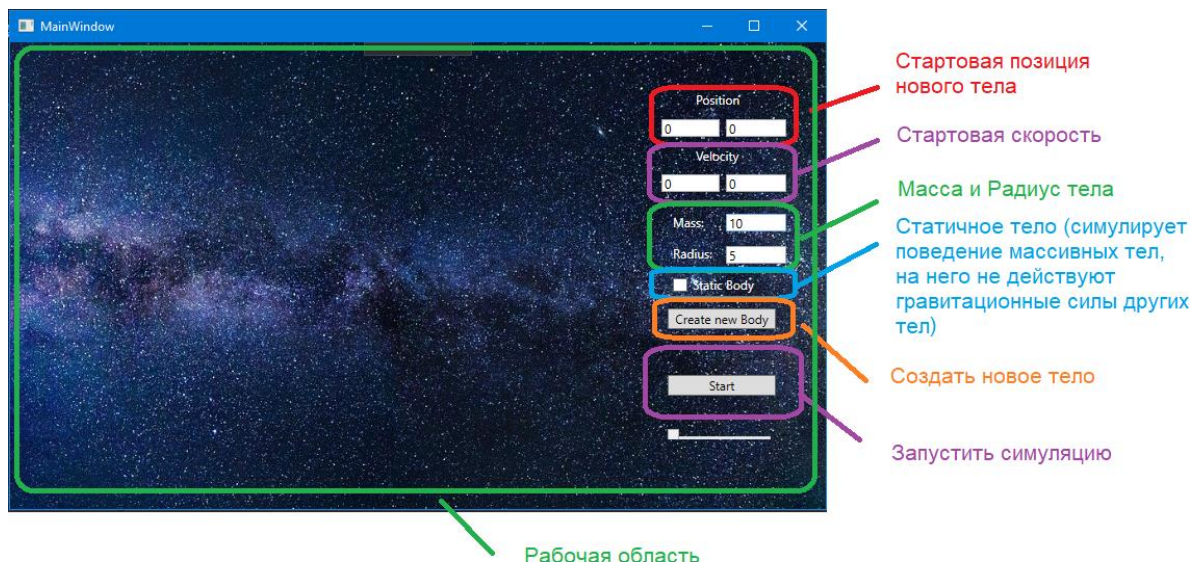 MainWindow
Position
0 0
Velocity
0 0
Mass: 10
Radius: 5
Static Body
Create new Body
Start
Стартовая позиция
нового тела
Стартовая скорость
Масса и Радиус тела
Статичное тело (симулирует
поведение массивных тел,
на него не действуют
гравитационные силы других
тел)
Создать новое тело
Запустить симуляцию
Рабочая область